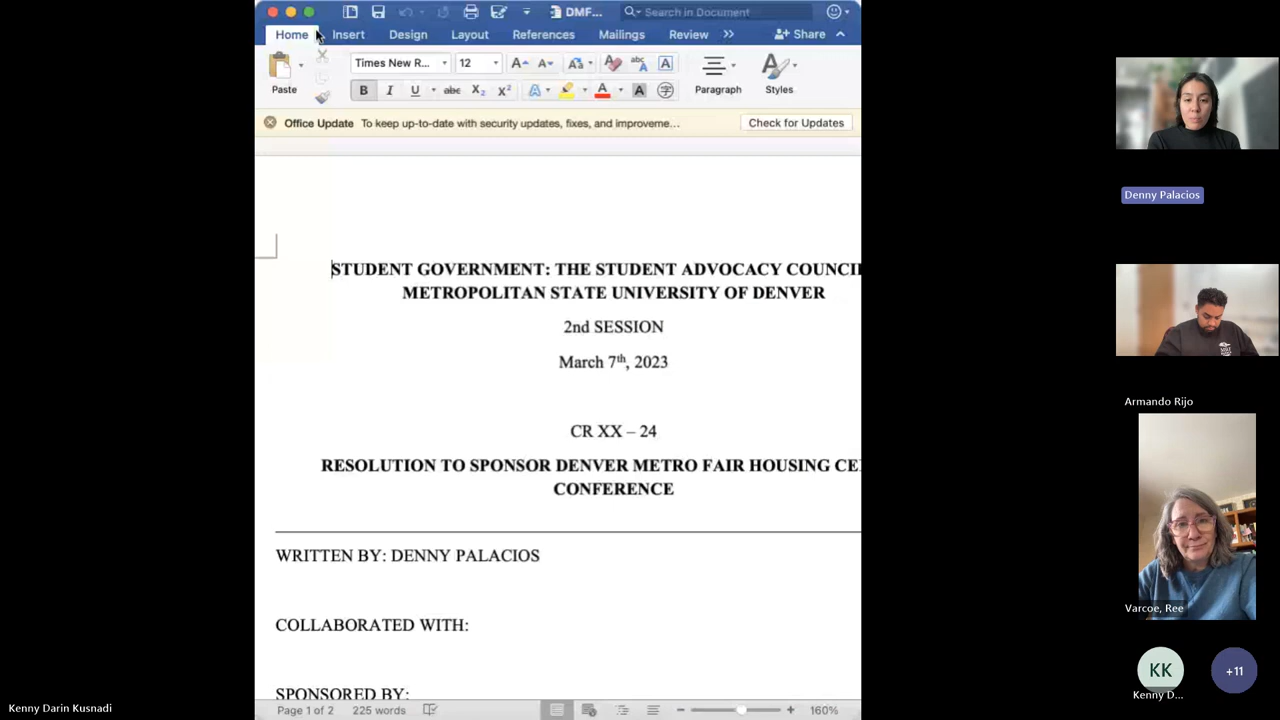 DMF...
Search in Document
Home Insert Design Layout References Mailings Review >> Share
Times New R... 12
Paste
Paragraph
Styles
Office Update To keep up-to-date with security updates, fixes, and improveme... Check for Updates
STUDENT GOVERNMENT: THE STUDENT ADVOCACY COUNCI
METROPOLITAN STATE UNIVERSITY OF DENVER
2nd SESSION
March 7th, 2023
CR XX – 24
RESOLUTION TO SPONSOR DENVER METRO FAIR HOUSING CE
CONFERENCE
WRITTEN BY: DENNY PALACIOS
COLLABORATED WITH:
SPONSORED BY:
Page 1 of 2 225 words 160%
Kenny Darin Kusnadi
Denny Palacios
Armando Rijo
Varcoe, Ree
KK
Kenny D...
+11